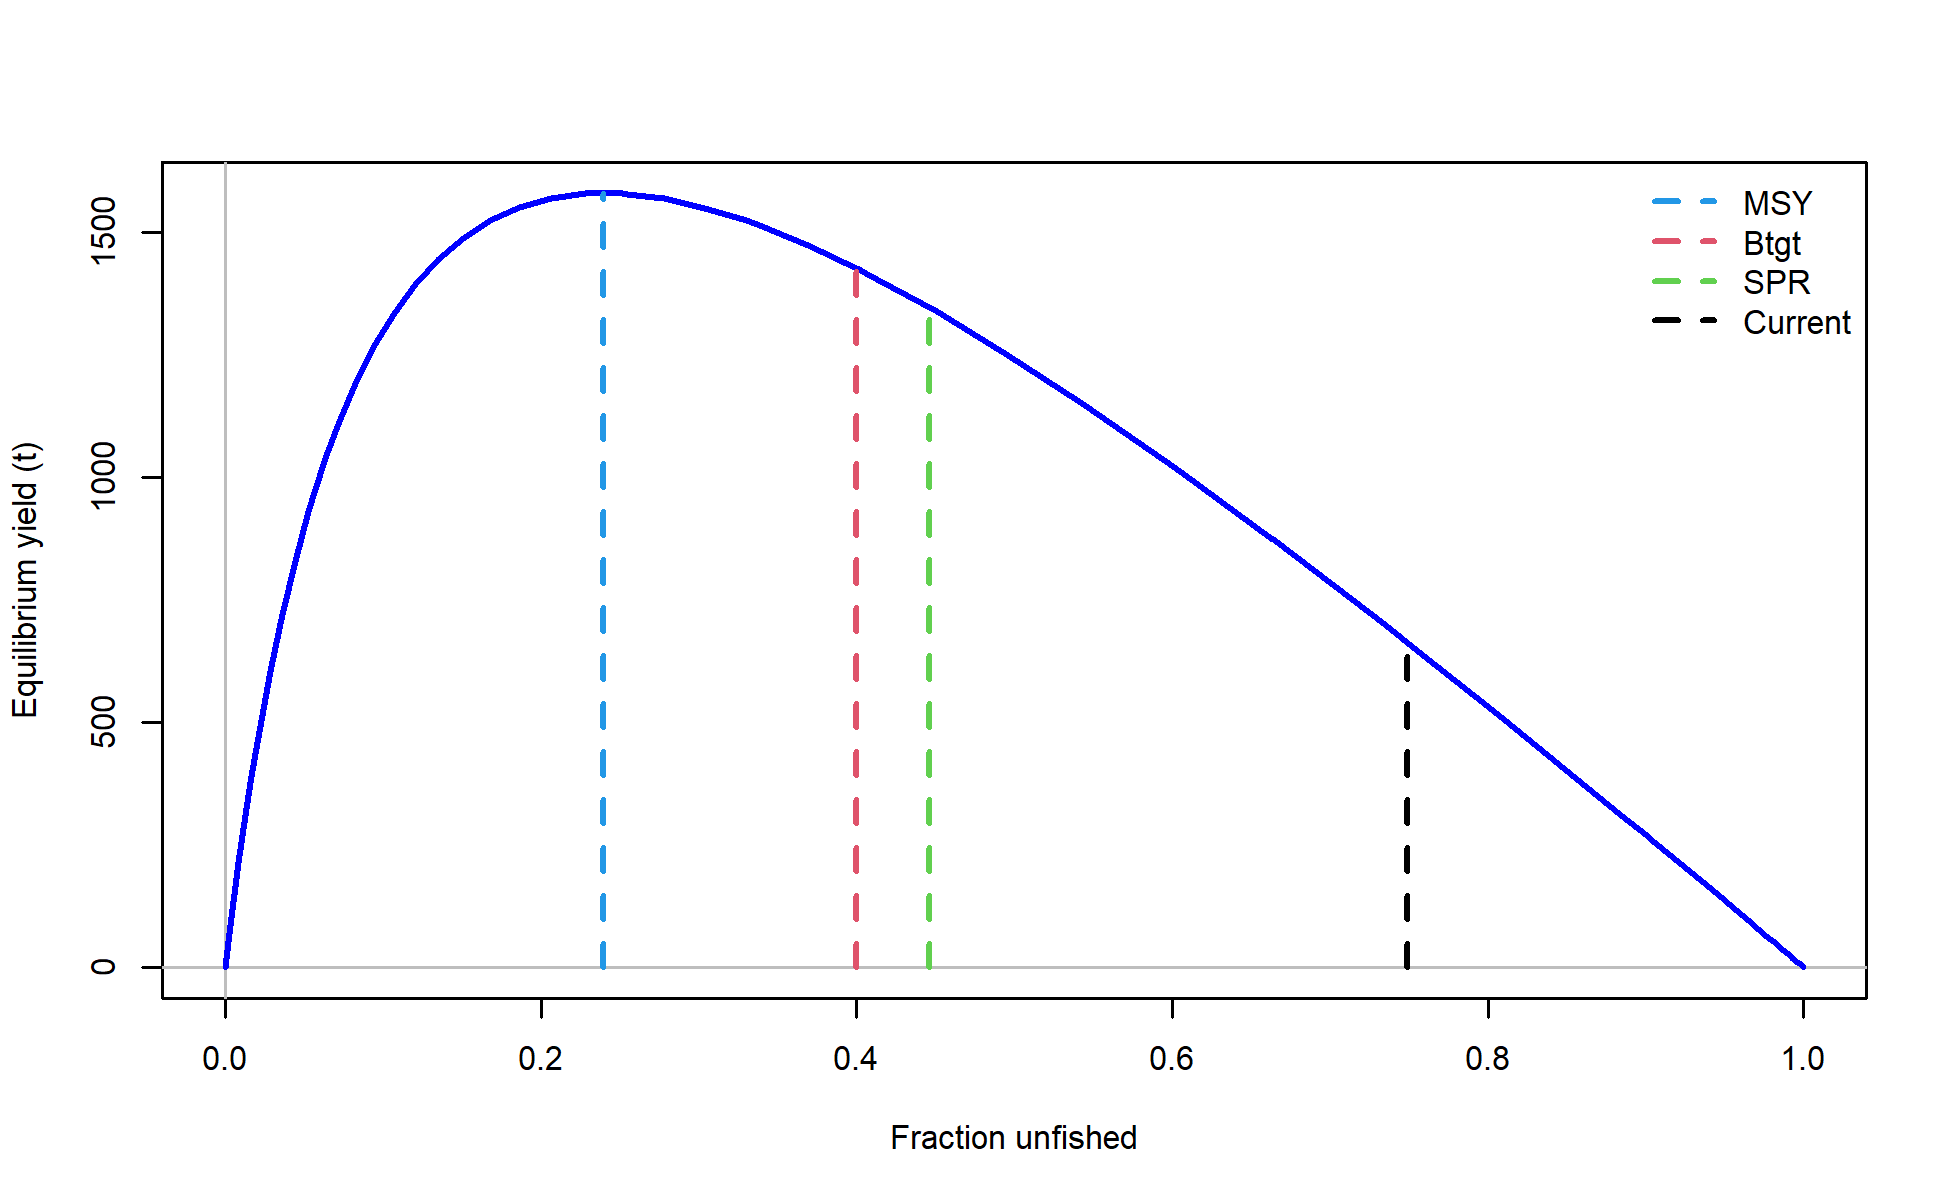 MSY
Btgt
SPR
Current
Equilibrium yield (t)
1500
1000
500
0
0.0 0.2 0.4 0.6 0.8 1.0
Fraction unfished